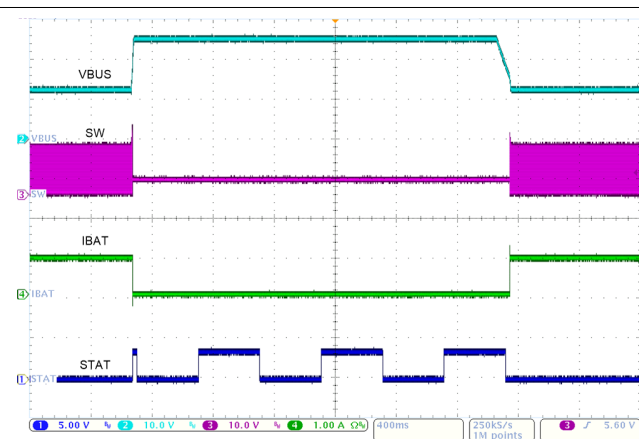 VBUS
SW
2 VBUS
3 SW
IBAT
4 IBAT
STAT
1 STAT
1 5.00 V 2 10.0 V 3 10.0 V 4 1.00 A Ω 400ms 250kS/s 3 5.60 V
1M points